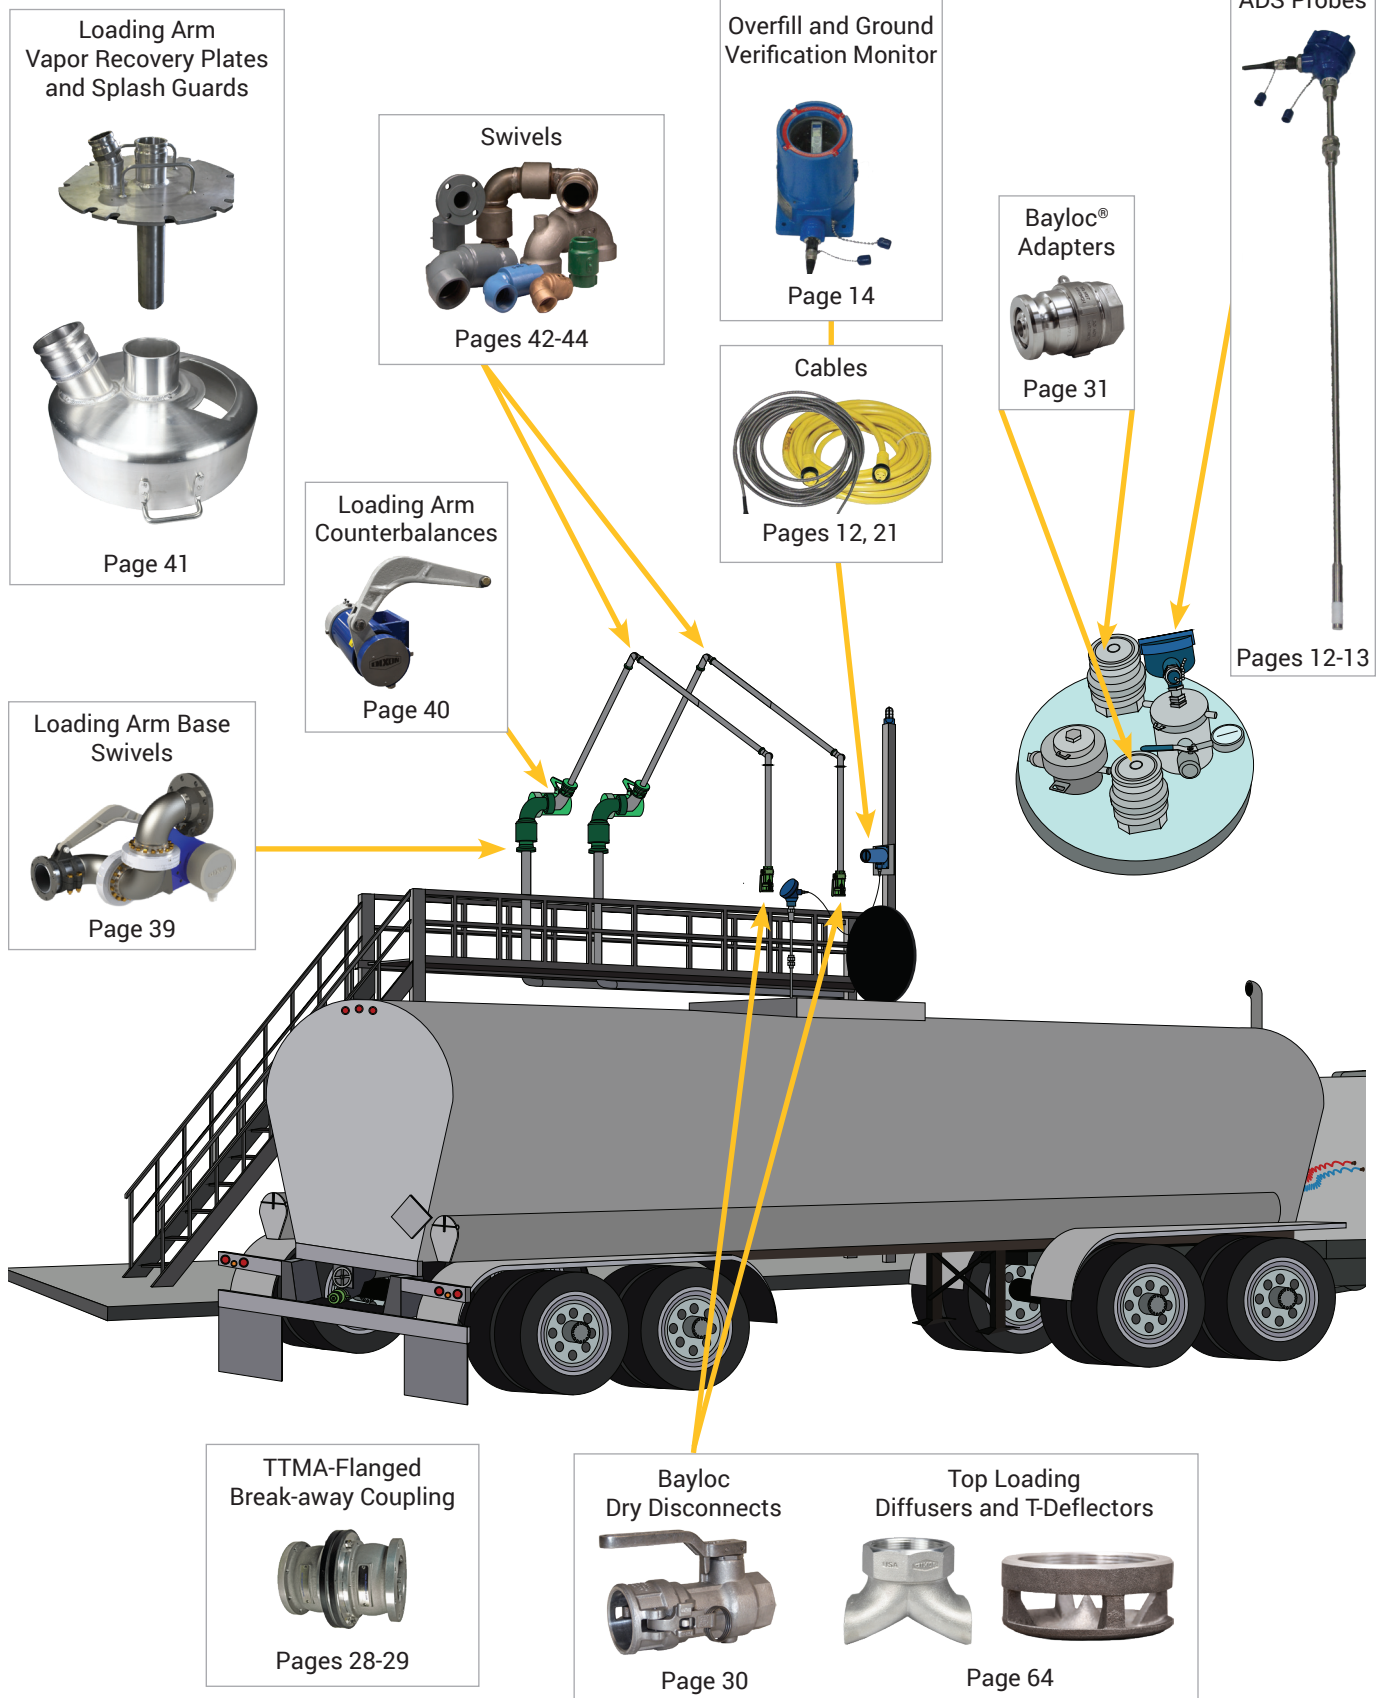 Loading Arm
Vapor Recovery Plates
and Splash Guards
Page 41
Swivels
Pages 42-44
Overfill and Ground
Verification Monitor
Page 14
Cables
Pages 12, 21
ADS Probes
Pages 12-13
Bayloc®
Adapters
Page 31
Loading Arm
Counterbalances
Page 40
Loading Arm Base
Swivels
Page 39
TTMA-Flanged
Break-away Coupling
Pages 28-29
Bayloc
Dry Disconnects
Page 30
Top Loading
Diffusers and T-Deflectors
USA
DIXON
Page 64